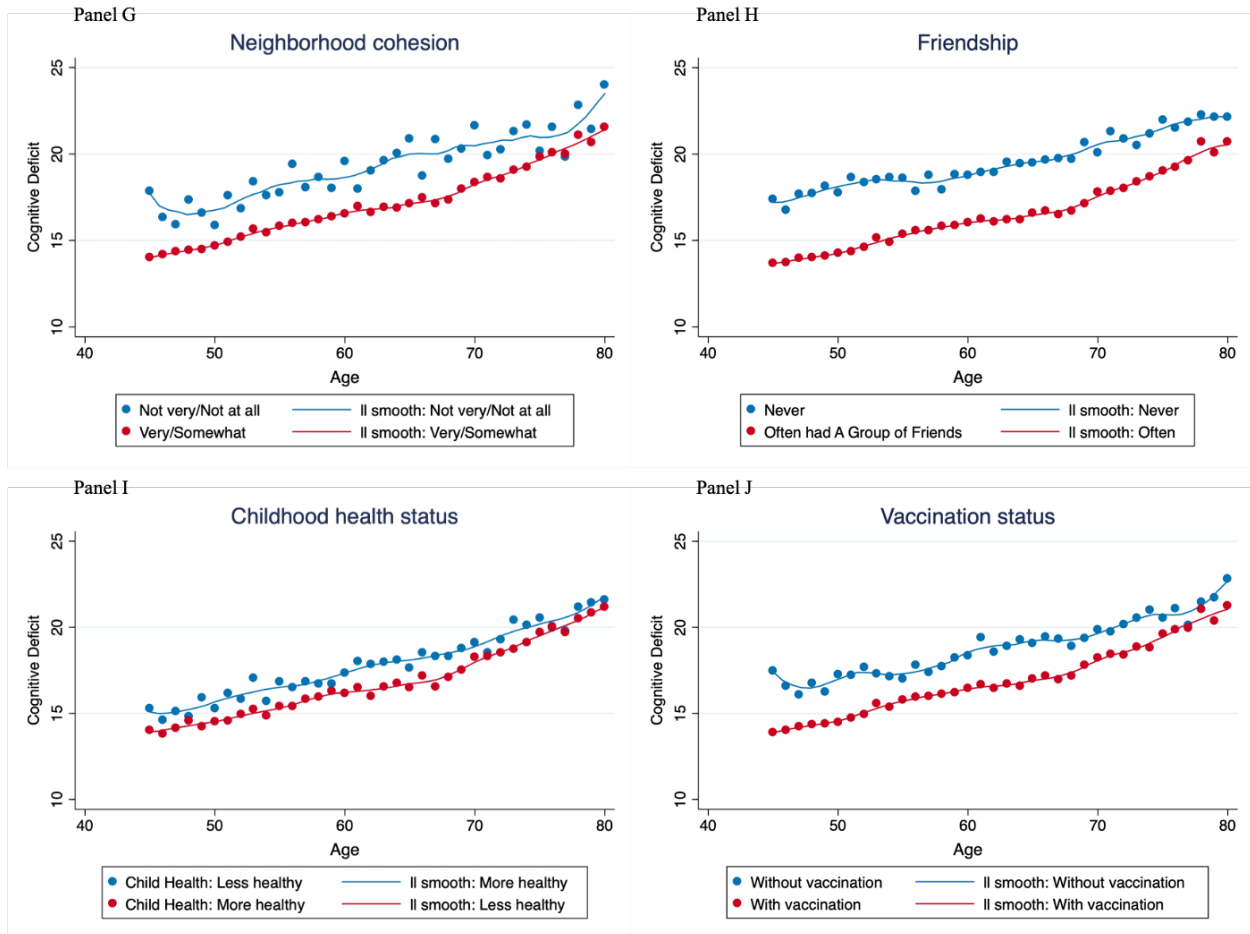 Panel G
Neighborhood cohesion
Cognitive Deficit
25
20
15
10
40
50
60
70
80
Age
Not very/Not at all
ll smooth: Not very/Not at all
Very/Somewhat
ll smooth: Very/Somewhat
Panel H
Friendship
Cognitive Deficit
25
20
15
10
40
50
60
70
80
Age
Never
ll smooth: Never
Often had A Group of Friends
ll smooth: Often
Panel I
Childhood health status
Cognitive Deficit
25
20
15
10
40
50
60
70
80
Age
Child Health: Less healthy
ll smooth: More healthy
Child Health: More healthy
ll smooth: Less healthy
Panel J
Vaccination status
Cognitive Deficit
25
20
15
10
40
50
60
70
80
Age
Without vaccination
ll smooth: Without vaccination
With vaccination
ll smooth: With vaccination